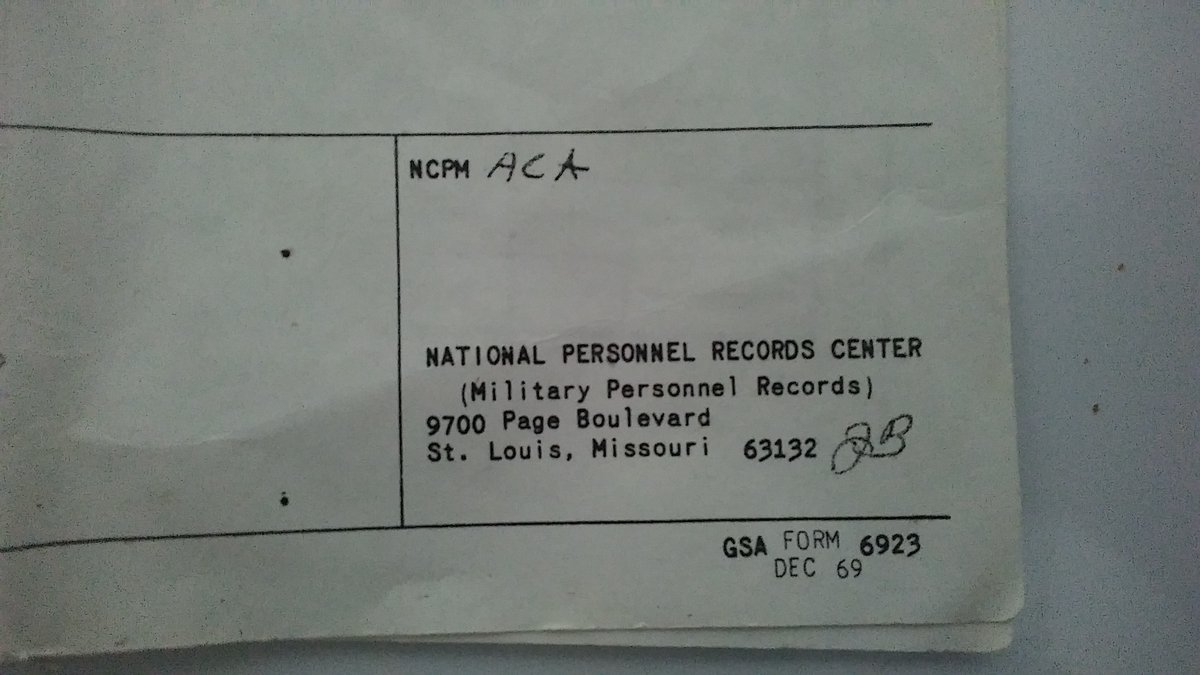 NCPM ACA
NATIONAL PERSONNEL RECORDS CENTER
(Military Personnel Records)
9700 Page Boulevard
St. Louis, Missouri 63132 JB
GSA FORM 6923
DEC 69